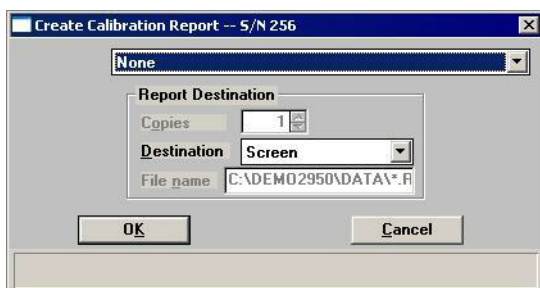 Create Calibration Report -- S/N 256
None
Report Destination
Copies 1
Destination Screen
File name C:\DEMO2950\DATA\*.R
OK Cancel